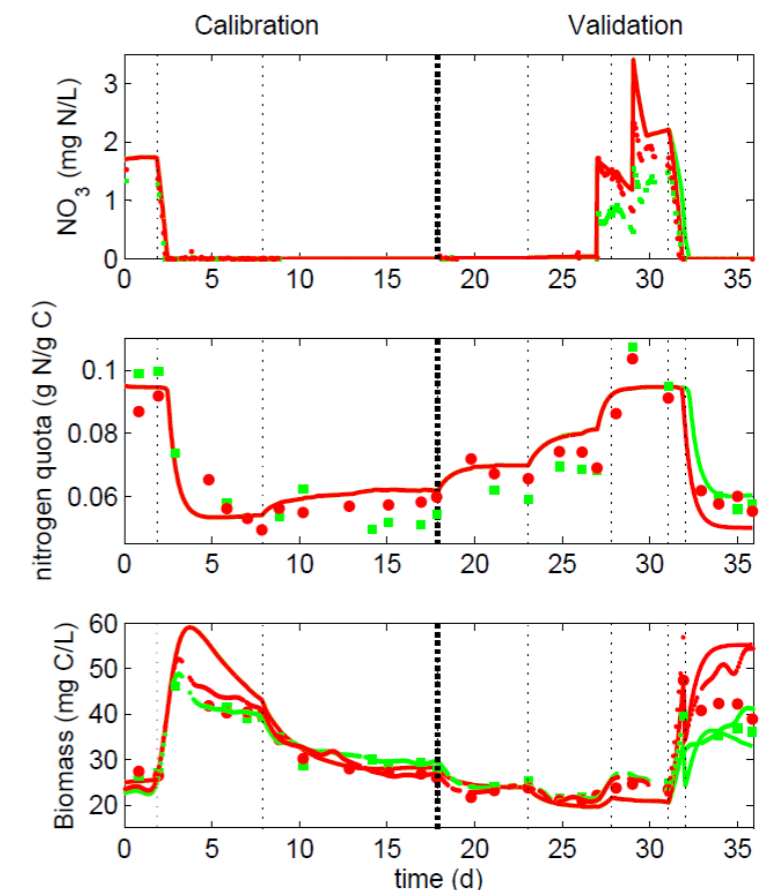 Calibration Validation
NO3 (mg N/L)
3
2
1
0
0 5 10 15 20 25 30 35
nitrogen quota (g N/g C)
0.1
0.08
0.06
0 5 10 15 20 25 30 35
Biomass (mg C/L)
60
50
40
30
20
0 5 10 15 20 25 30 35
time (d)